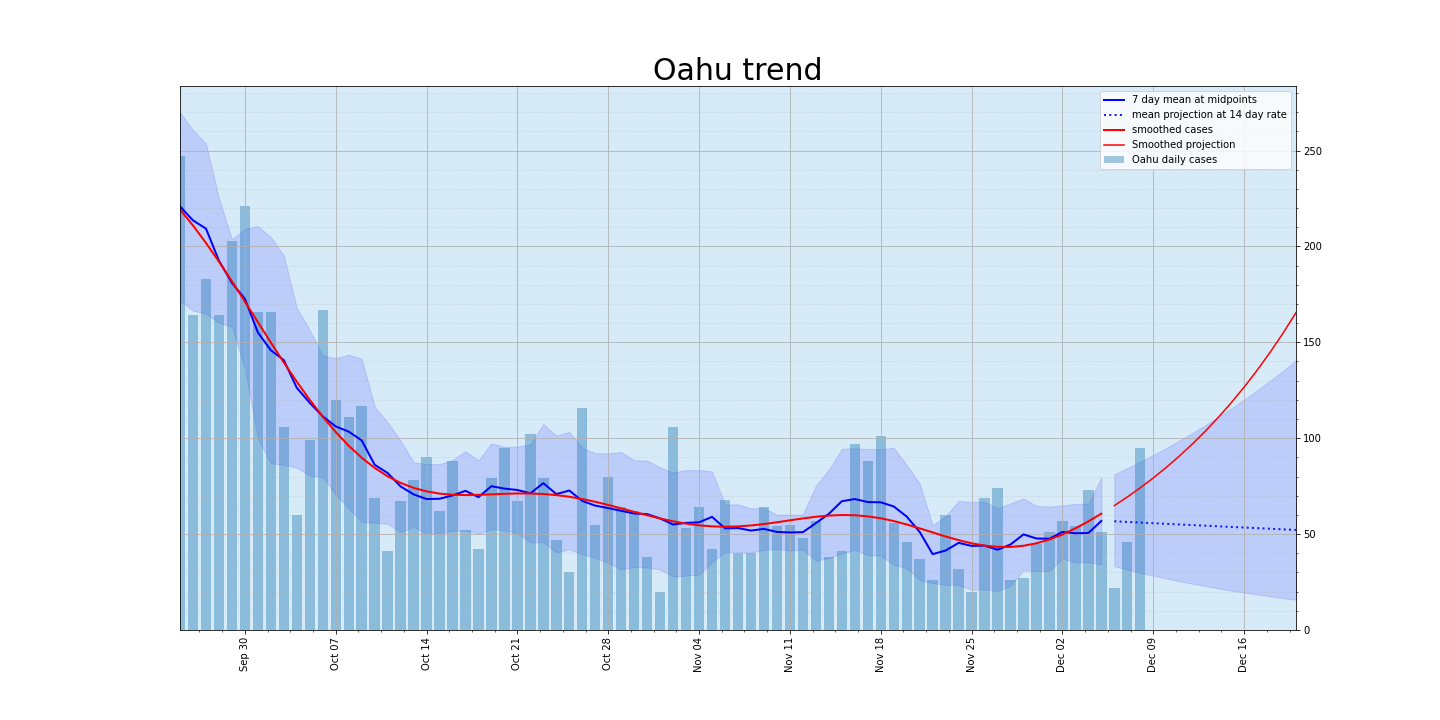 Oahu trend
7 day mean at midpoints
mean projection at 14 day rate
smoothed cases
Smoothed projection
Oahu daily cases
250
200
150
100
50
0
Sep 30
Oct 07
Oct 14
Oct 21
Oct 28
Nov 04
Nov 11
Nov 18
Nov 25
Dec 02
Dec 09
Dec 16